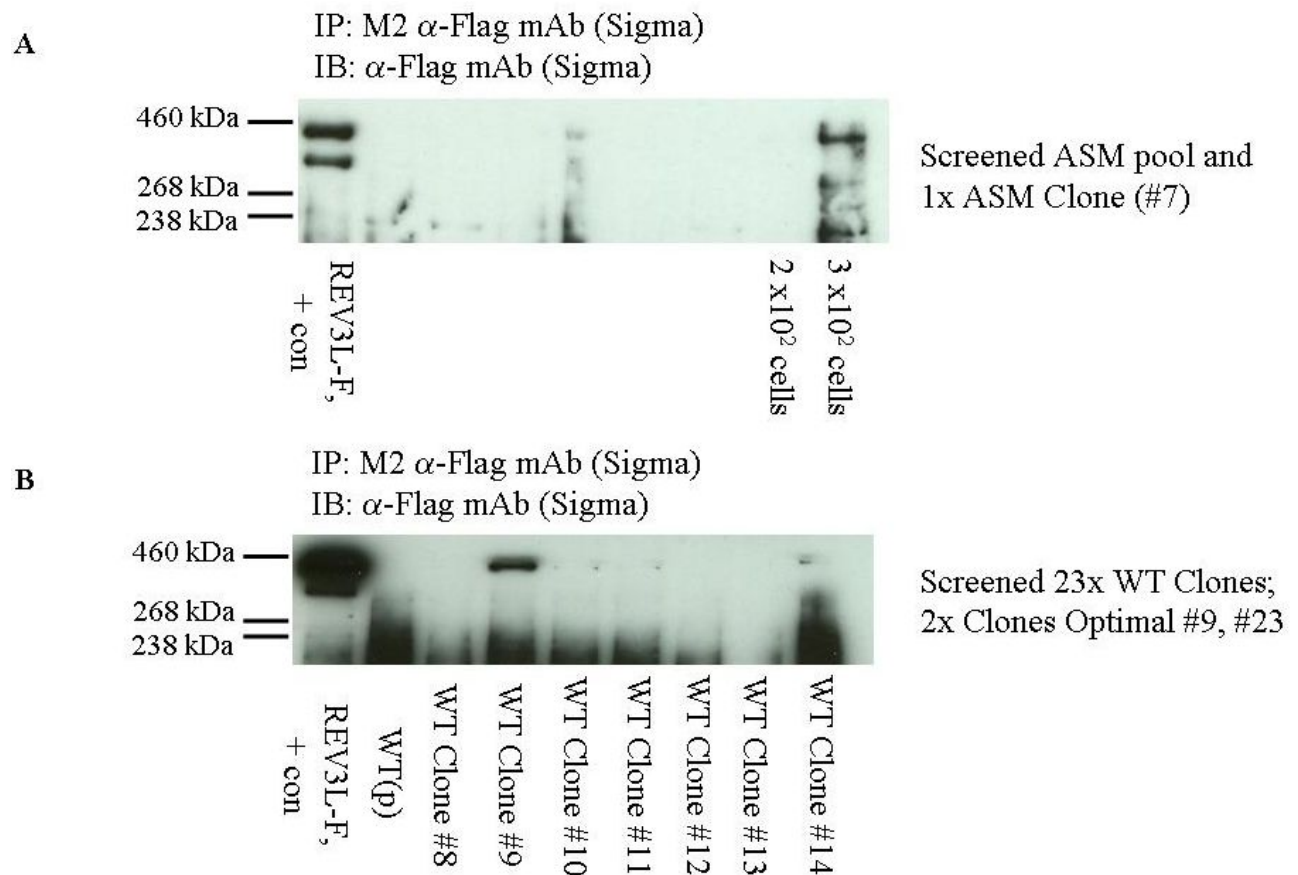 A
IP: M2 α-Flag mAb (Sigma)
IB: α-Flag mAb (Sigma)
460 kDa
268 kDa
238 kDa
Screened ASM pool and
1x ASM Clone (#7)
REV3L-F,
+ con
2 x10² cells
3 x10² cells
B
IP: M2 α-Flag mAb (Sigma)
IB: α-Flag mAb (Sigma)
460 kDa
268 kDa
238 kDa
Screened 23x WT Clones;
2x Clones Optimal #9, #23
REV3L-F,
+ con
WT(p)
WT Clone #8
WT Clone #9
WT Clone #10
WT Clone #11
WT Clone #12
WT Clone #13
WT Clone #14